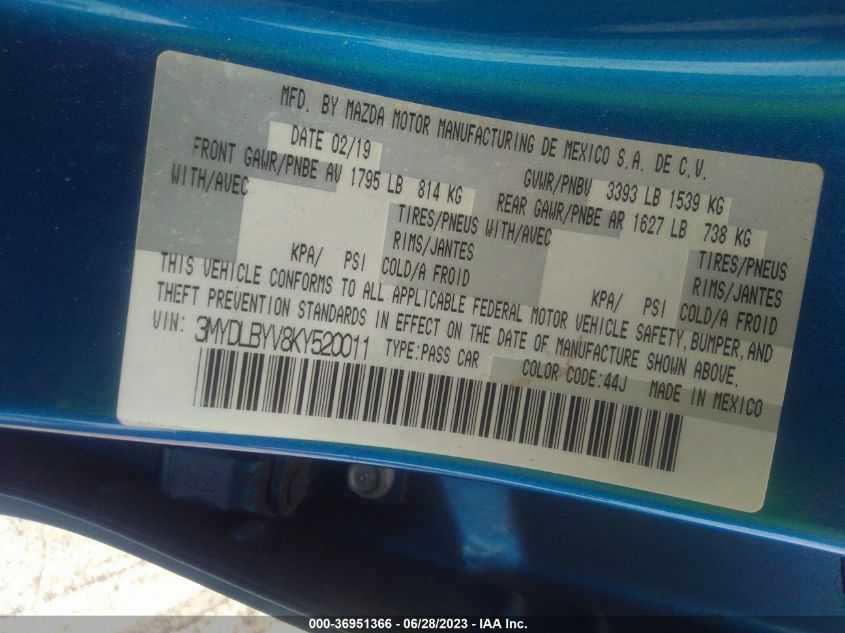 MFD. BY MAZDA MOTOR MANUFACTURING DE MEXICO S.A. DE C.V.
DATE 02/19 GVWR/PNBV 3393 LB 1539 KG
FRONT GAWR/PNBE AV 1795 LB 814 KG REAR GAWR/PNBE AR 1627 LB 738 KG
WITH/AVEC TIRES/PNEUS WITH/AVEC TIRES/PNEUS
RIMS/JANTES RIMS/JANTES
KPA/ PSI COLD/A FROID KPA/ PSI COLD/A FROID
THIS VEHICLE CONFORMS TO ALL APPLICABLE FEDERAL MOTOR VEHICLE SAFETY, BUMPER, AND
THEFT PREVENTION STANDARDS IN EFFECT ON THE DATE OF MANUFACTURE SHOWN ABOVE.
VIN: 3MYDLBYV8KY520011 TYPE: PASS CAR COLOR CODE: 44J MADE IN MEXICO
ZR
000-36951366 - 06/28/2023 - IAA Inc.